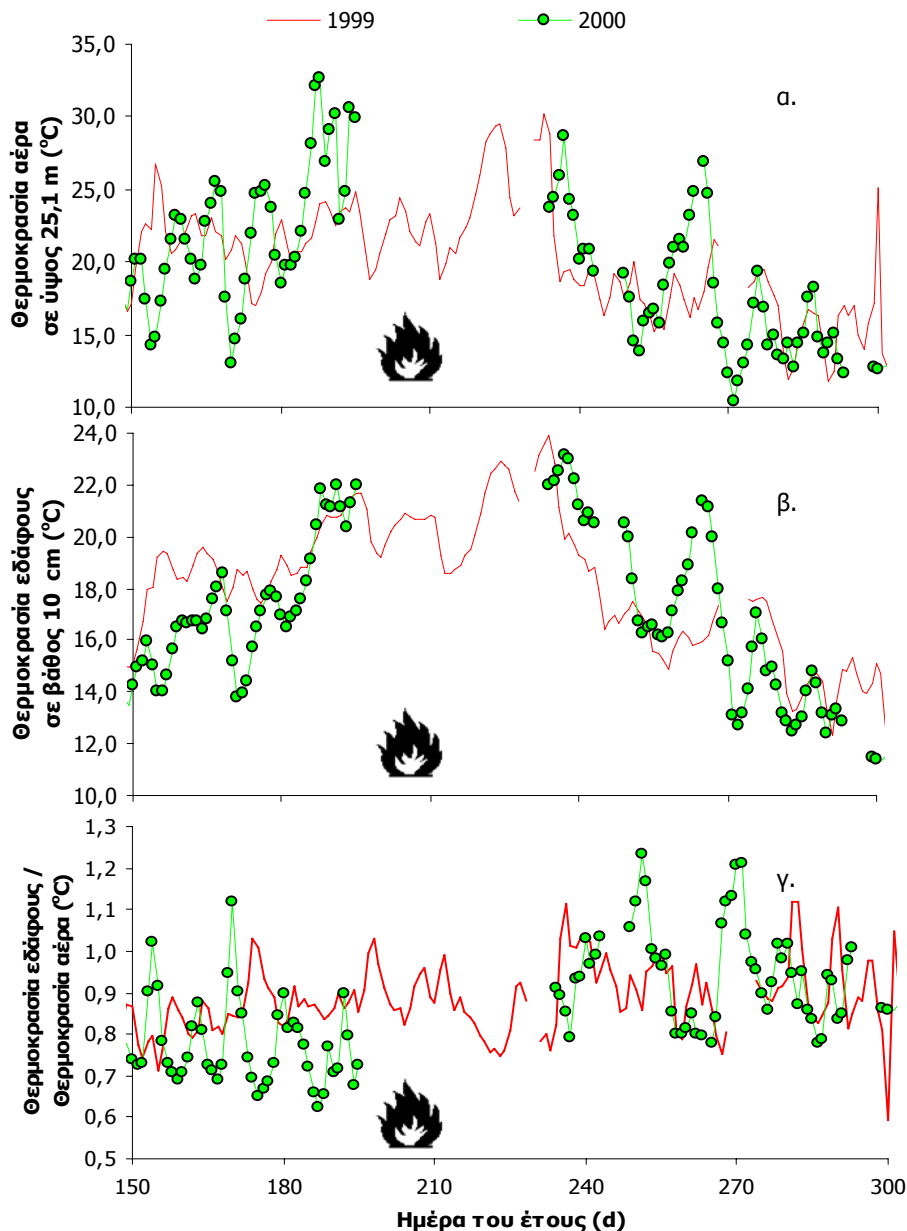 1999 2000
α.
35,0
30,0
25,0
20,0
15,0
10,0
Θερμοκρασία αέρα
σε ύψος 25,1 m (°C)
β.
24,0
22,0
20,0
18,0
16,0
14,0
12,0
10,0
Θερμοκρασία εδάφους
σε βάθος 10 cm (°C)
γ.
1,3
1,2
1,1
1,0
0,9
0,8
0,7
0,6
0,5
Θερμοκρασία εδάφους /
Θερμοκρασία αέρα (°C)
150 180 210 240 270 300
Ημέρα του έτους (d)